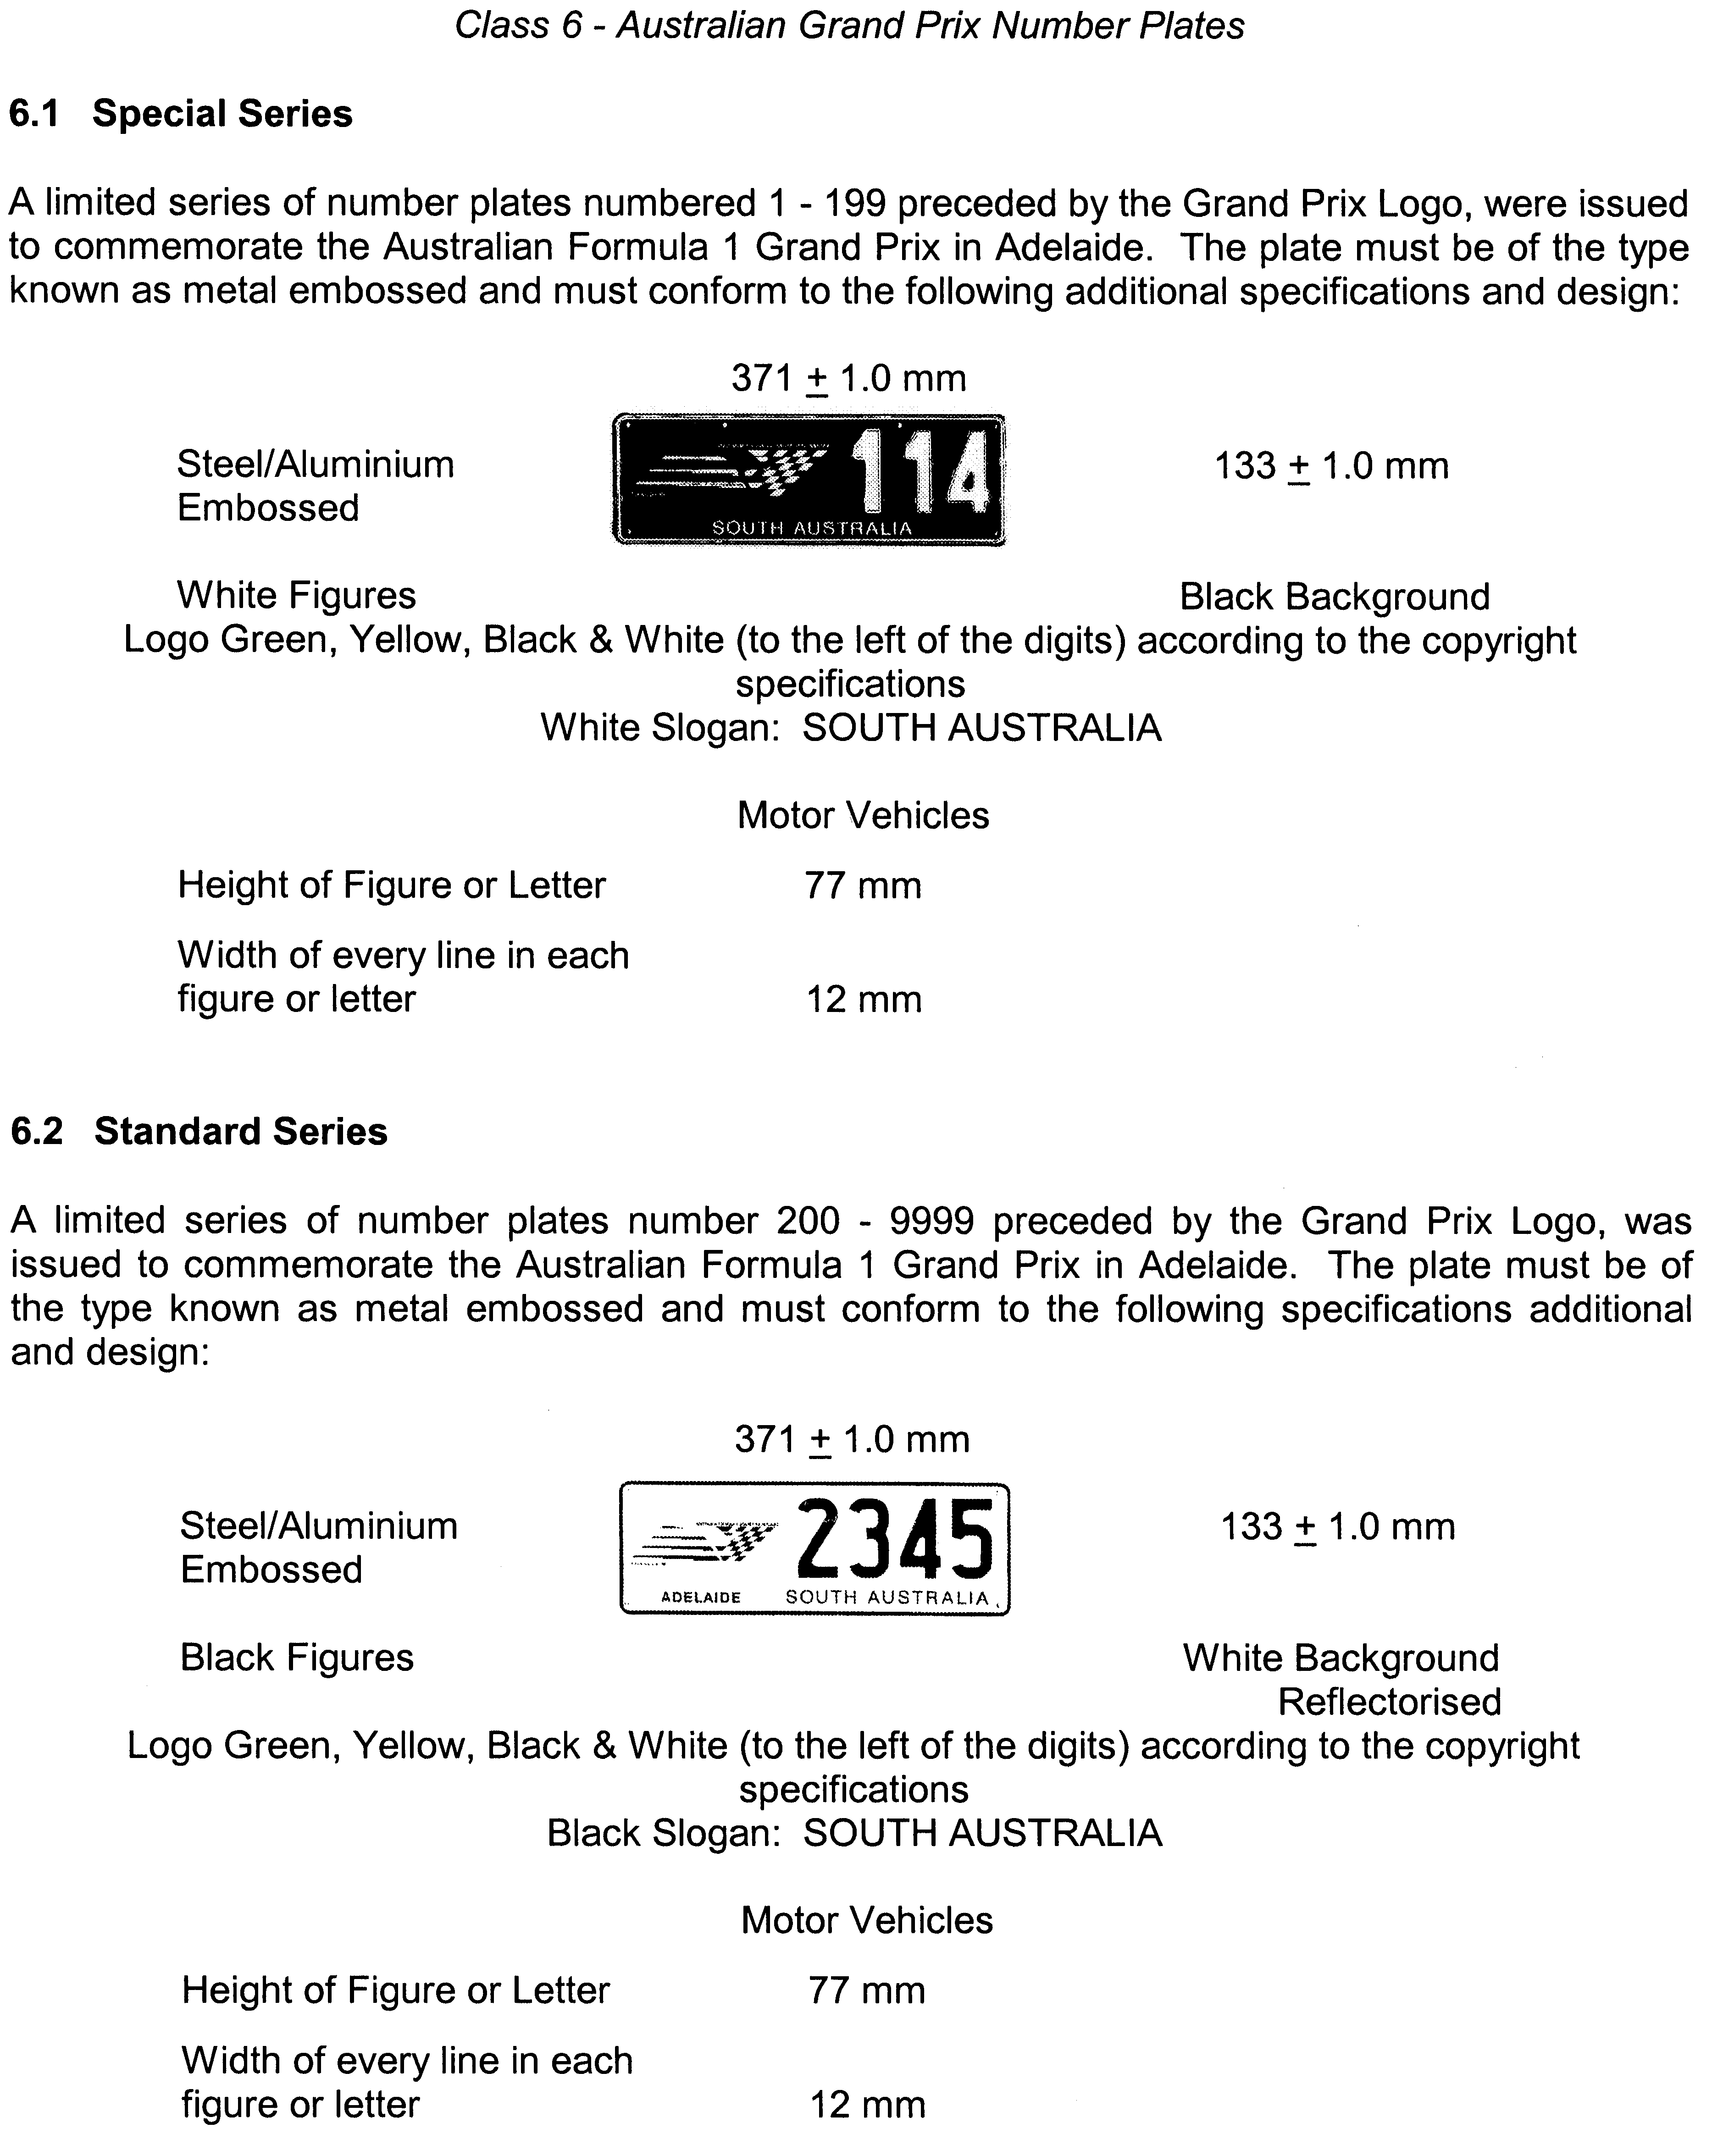 Class 6 - Australian Grand Prix Number Plates
6.1 Special Series
A limited series of number plates numbered 1 - 199 preceded by the Grand Prix Logo, were issued
to commemorate the Australian Formula 1 Grand Prix in Adelaide. The plate must be of the type
known as metal embossed and must conform to the following additional specifications and design:
371 ± 1.0 mm
Steel/Aluminium
Embossed
114
SOUTH AUSTRALIA
133 ± 1.0 mm
White Figures
Black Background
Logo Green, Yellow, Black & White (to the left of the digits) according to the copyright
specifications
White Slogan: SOUTH AUSTRALIA
Motor Vehicles
Height of Figure or Letter 77 mm
Width of every line in each
figure or letter 12 mm
6.2 Standard Series
A limited series of number plates number 200 - 9999 preceded by the Grand Prix Logo, was
issued to commemorate the Australian Formula 1 Grand Prix in Adelaide. The plate must be of
the type known as metal embossed and must conform to the following specifications additional
and design:
371 ± 1.0 mm
Steel/Aluminium
Embossed
2345
ADELAIDE SOUTH AUSTRALIA
133 ± 1.0 mm
Black Figures
White Background
Reflectorised
Logo Green, Yellow, Black & White (to the left of the digits) according to the copyright
specifications
Black Slogan: SOUTH AUSTRALIA
Motor Vehicles
Height of Figure or Letter 77 mm
Width of every line in each
figure or letter 12 mm